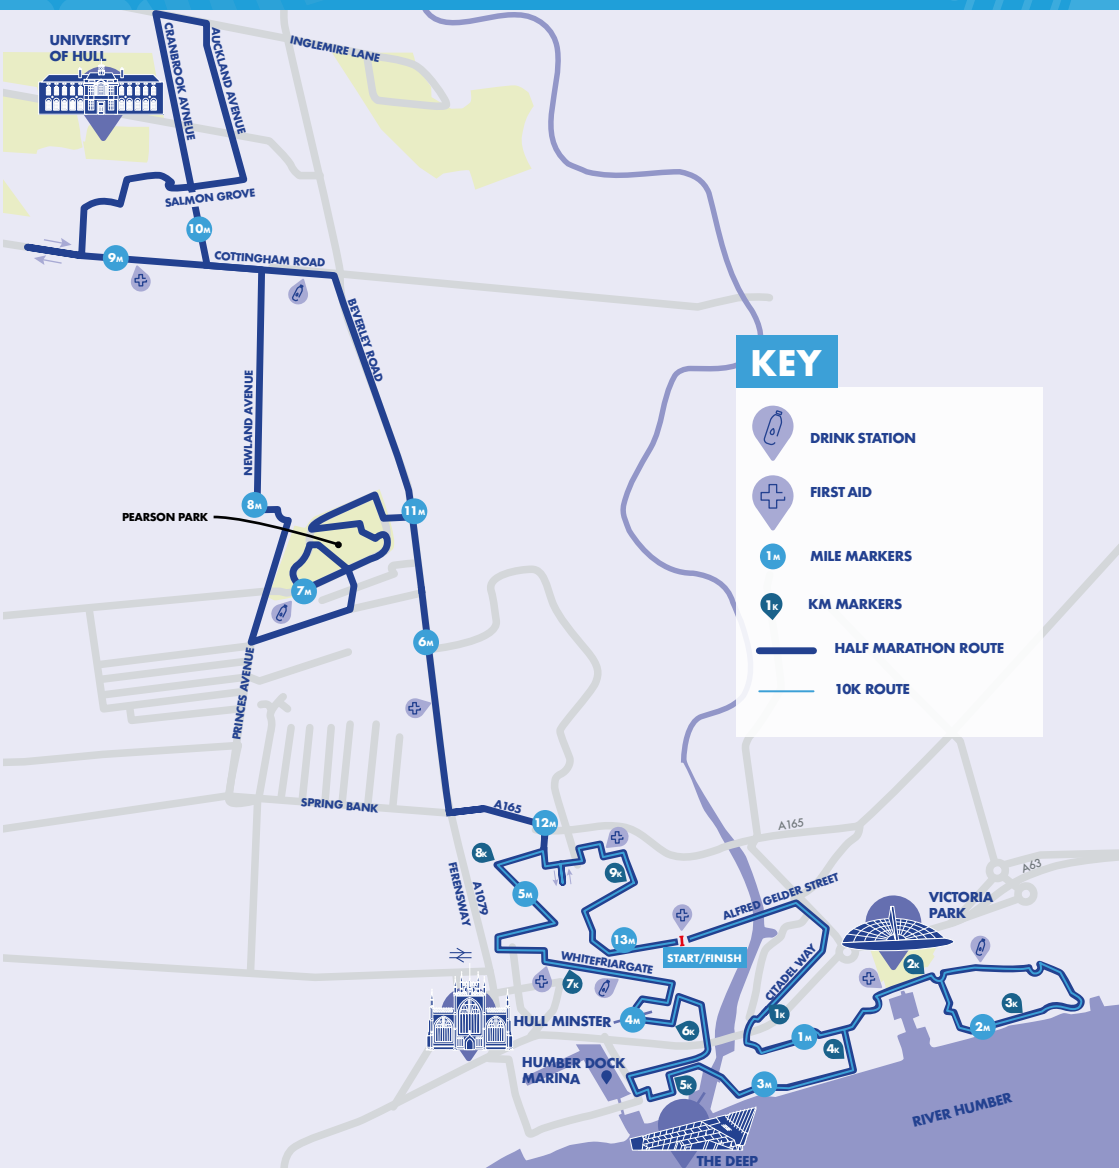 UNIVERSITY
OF HULL
CRANBROOK AVNEUE
AUCKLAND AVENUE
INGLEMIRE LANE
SALMON GROVE
10M
9M
COTTINGHAM ROAD
BEVERLEY ROAD
NEWLAND AVENUE
8M
PEARSON PARK
11M
7M
6M
PRINCES AVENUE
SPRING BANK
A165
12M
KEY
DRINK STATION
FIRST AID
1M
MILE MARKERS
1K
KM MARKERS
HALF MARATHON ROUTE
10K ROUTE
A165
A63
8K
9K
5M
FERENSWAY
A1079
13M
START/FINISH
ALFRED GELDER STREET
VICTORIA
PARK
CITADEL WAY
2K
WHITEFRIARGATE
7K
HULL MINSTER
4M
6K
1K
1M
4K
3K
2M
HUMBER DOCK
MARINA
5K
3M
RIVER HUMBER
THE DEEP